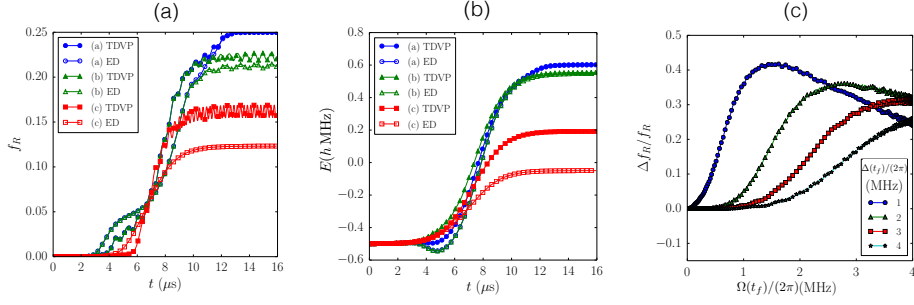 (a)
0.25
0.20
0.15
0.10
0.05
0.00
f_R
(a) TDVP
(a) ED
(b) TDVP
(b) ED
(c) TDVP
(c) ED
0 2 4 6 8 10 12 14 16
t (μs)
(b)
0.8
0.6
0.4
0.2
0.0
−0.2
−0.4
−0.6
E(h MHz)
(a) TDVP
(a) ED
(b) TDVP
(b) ED
(c) TDVP
(c) ED
0 2 4 6 8 10 12 14 16
t (μs)
(c)
0.5
0.4
0.3
0.2
0.1
0.0
−0.1
Δf_R/f_R
Δ(t_f)/(2π)
(MHz)
1
2
3
4
0 1 2 3 4
Ω(t_f)/(2π)(MHz)